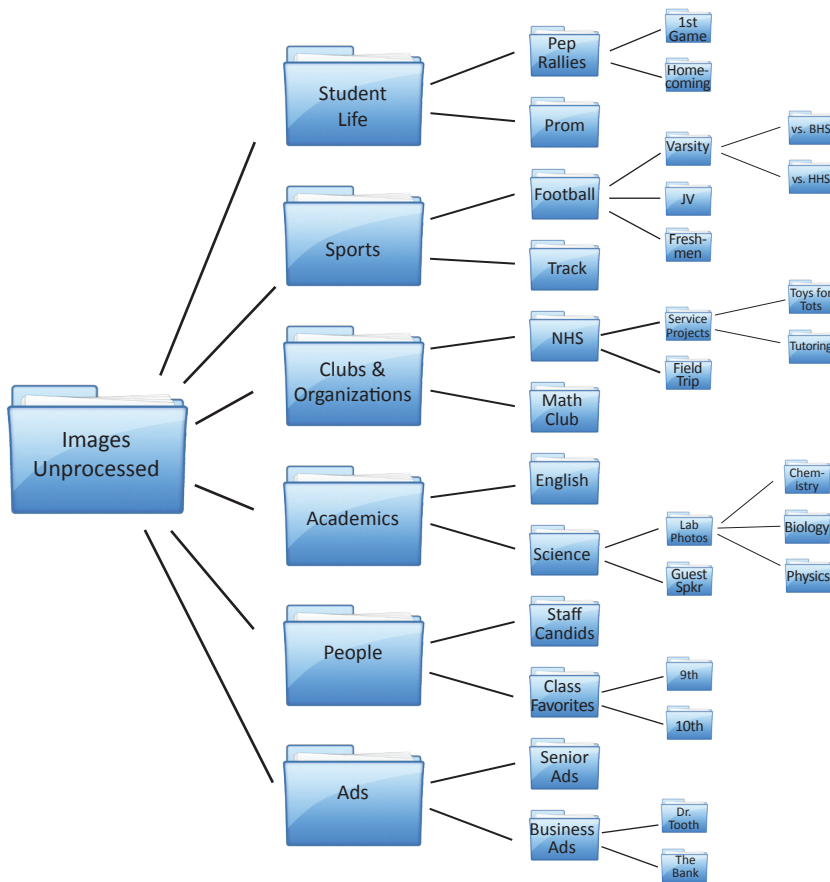 Images
Unprocessed
Student
Life
Pep
Rallies
1st
Game
Home-
coming
Prom
Sports
Football
Varsity
vs. BHS
vs. HHS
JV
Fresh-
men
Track
Clubs &
Organizations
NHS
Service
Projects
Toys for
Tots
Tutoring
Field
Trip
Math
Club
Academics
English
Science
Lab
Photos
Chem-
istry
Biology
Physics
Guest
Spkr
People
Staff
Candids
Class
Favorites
9th
10th
Ads
Senior
Ads
Business
Ads
Dr.
Tooth
The
Bank